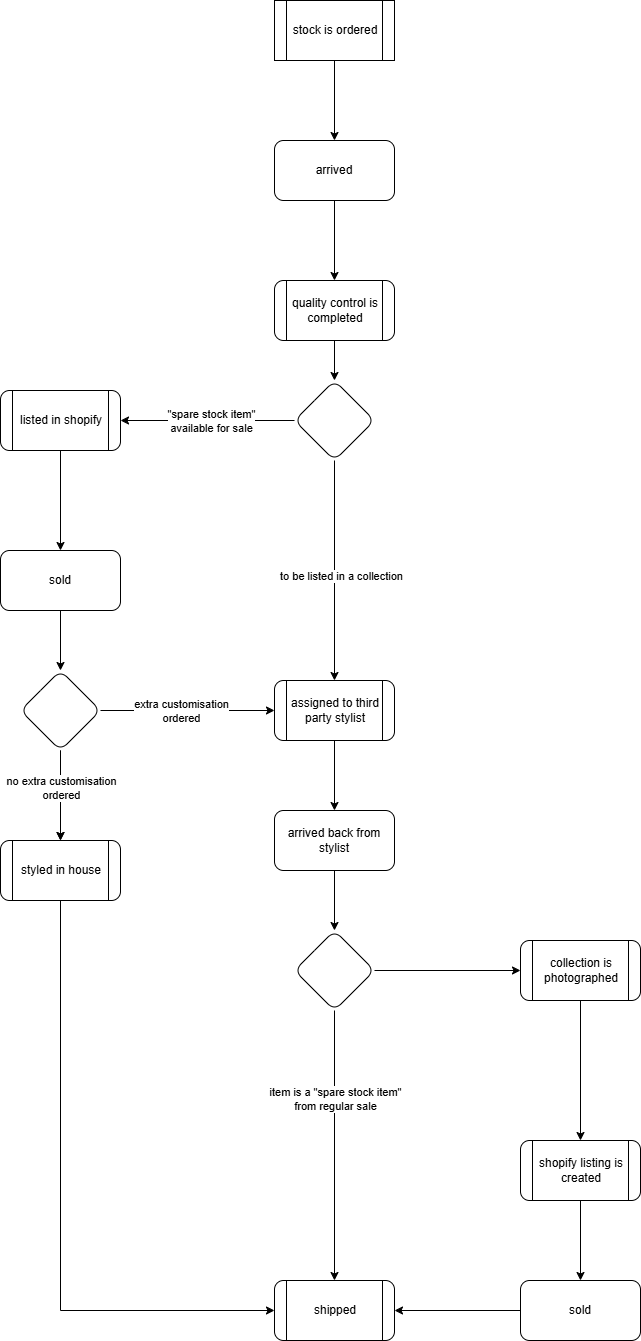 stock is ordered
arrived
quality control is
completed
listed in shopify
"spare stock item"
available for sale
sold
to be listed in a collection
extra customisation
ordered
assigned to third
party stylist
no extra customisation
ordered
arrived back from
stylist
styled in house
collection is
photographed
item is a "spare stock item"
from regular sale
shopify listing is
created
shipped
sold